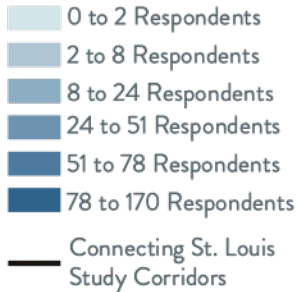 0 to 2 Respondents
2 to 8 Respondents
8 to 24 Respondents
24 to 51 Respondents
51 to 78 Respondents
78 to 170 Respondents
Connecting St. Louis
Study Corridors